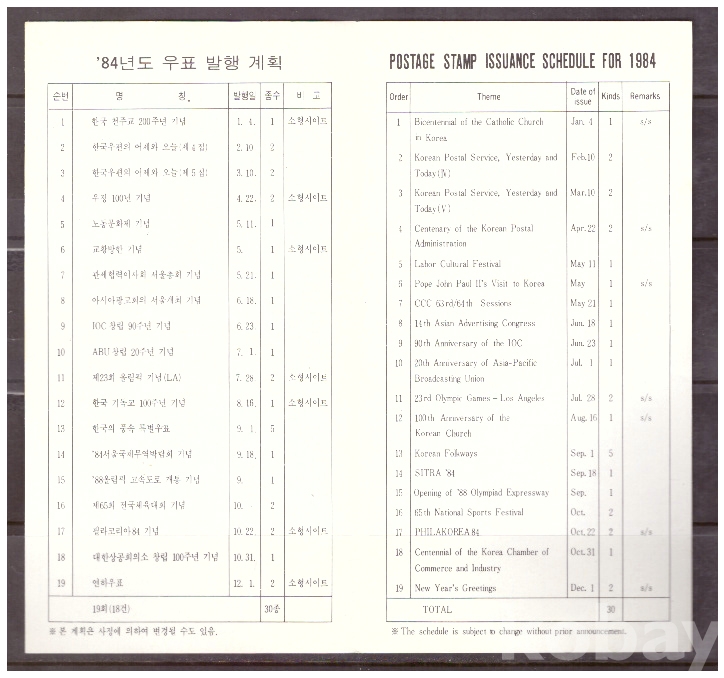 '84년도 우표 발행 계획
순번 명 칭 발행일 종수 비 고
1 한국 천주교 200주년 기념 1. 4. 1 소형시이트
2 한국우편의 어제와 오늘(제4집) 2. 10 2
3 한국우편의 어제와 오늘(제5집) 3. 10. 2
4 우정 100년 기념 4. 22. 2 소형시이트
5 노동문화제 기념 5. 11. 1
6 교황방한 기념 5. 1 소형시이트
7 관세협력이사회 서울총회 기념 5. 21. 1
8 아시아광고회의 서울개최 기념 6. 18. 1
9 IOC 창립 90주년 기념 6. 23. 1
10 ABU 창립 20주년 기념 7. 1. 1
11 제23회 올림픽 기념(LA) 7. 28. 2 소형시이트
12 한국 기독교 100주년 기념 8. 16. 1 소형시이트
13 한국의 풍속 특별우표 9. 1. 5
14 '84서울국제무역박람회 기념 9. 18. 1
15 '88올림픽 고속도로 개통 기념 9. 1
16 제65회 전국체육대회 기념 10. 2
17 필라코리아84 기념 10. 22. 2 소형시이트
18 대한상공회의소 창립 100주년 기념 10. 31. 1
19 연하우표 12. 1. 2 소형시이트
19회(18건) 30종
※ 본 계획은 사정에 의하여 변경될 수도 있음.
POSTAGE STAMP ISSUANCE SCHEDULE FOR 1984
Order Theme Date of issue Kinds Remarks
1 Bicentennial of the Catholic Church Jan. 4 1 s/s
in Korea
2 Korean Postal Service, Yesterday and Feb.10 2
Today(Ⅳ)
3 Korean Postal Service, Yesterday and Mar.10 2
Today(Ⅴ)
4 Centenary of the Korean Postal Apr.22 2 s/s
Administration
5 Labor Cultural Festival May 11 1
6 Pope John Paul II's Visit to Korea May 1 s/s
7 CCC 63rd/64th Sessions May 21 1
8 14th Asian Advertising Congress Jun. 18 1
9 90th Anniversary of the IOC Jun. 23 1
10 20th Anniversary of Asia-Pacific Jul. 1 1
Broadcasting Union
11 23rd Olympic Games – Los Angeles Jul. 28 2 s/s
12 100th Anniversary of the Aug.16 1 s/s
Korean Church
13 Korean Folkways Sep. 1 5
14 SITRA '84 Sep. 18 1
15 Opening of '88 Olympiad Expressway Sep. 1
16 65th National Sports Festival Oct. 2
17 PHILAKOREA 84 Oct. 22 2 s/s
18 Centennial of the Korea Chamber of Oct. 31 1
Commerce and Industry
19 New Year's Greetings Dec. 1 2 s/s
TOTAL 30
※ The schedule is subject to change without prior announcement.
Kobay